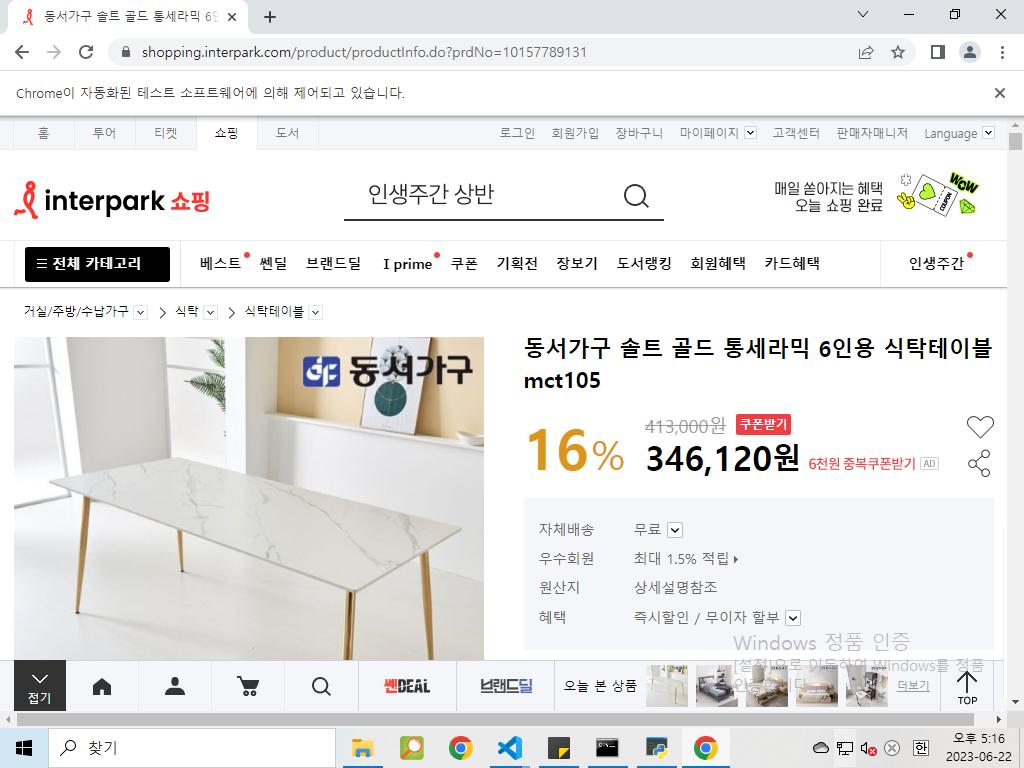 동서가구 솔트 골드 통세라믹 6인
shopping.interpark.com/product/productInfo.do?prdNo=10157789131
Chrome이 자동화된 테스트 소프트웨어에 의해 제어되고 있습니다.
홈 투어 티켓 쇼핑 도서 로그인 회원가입 장바구니 마이페이지 고객센터 판매자매니저 Language
interpark 쇼핑
인생주간 상반
매일 쏟아지는 혜택
오늘 쇼핑 완료
WOW
COUPON
전체 카테고리 베스트 쎈딜 브랜드딜 I prime 쿠폰 기획전 장보기 도서랭킹 회원혜택 카드혜택 인생주간
거실/주방/수납가구 식탁 식탁테이블
동서가구
동서가구 솔트 골드 통세라믹 6인용 식탁테이블
mct105
413,000원 쿠폰받기
16% 346,120원 6천원 중복쿠폰받기 AD
자체배송 무료
우수회원 최대 1.5% 적립
원산지 상세설명참조
혜택 즉시할인 / 무이자 할부
Windows 정품 인증
[설정]으로 이동하여 Windows를 정품
인증합니다.
접기 쎈DEAL 브랜드딜 오늘 본 상품 더보기 TOP
찾기
한
오후 5:16
2023-06-22